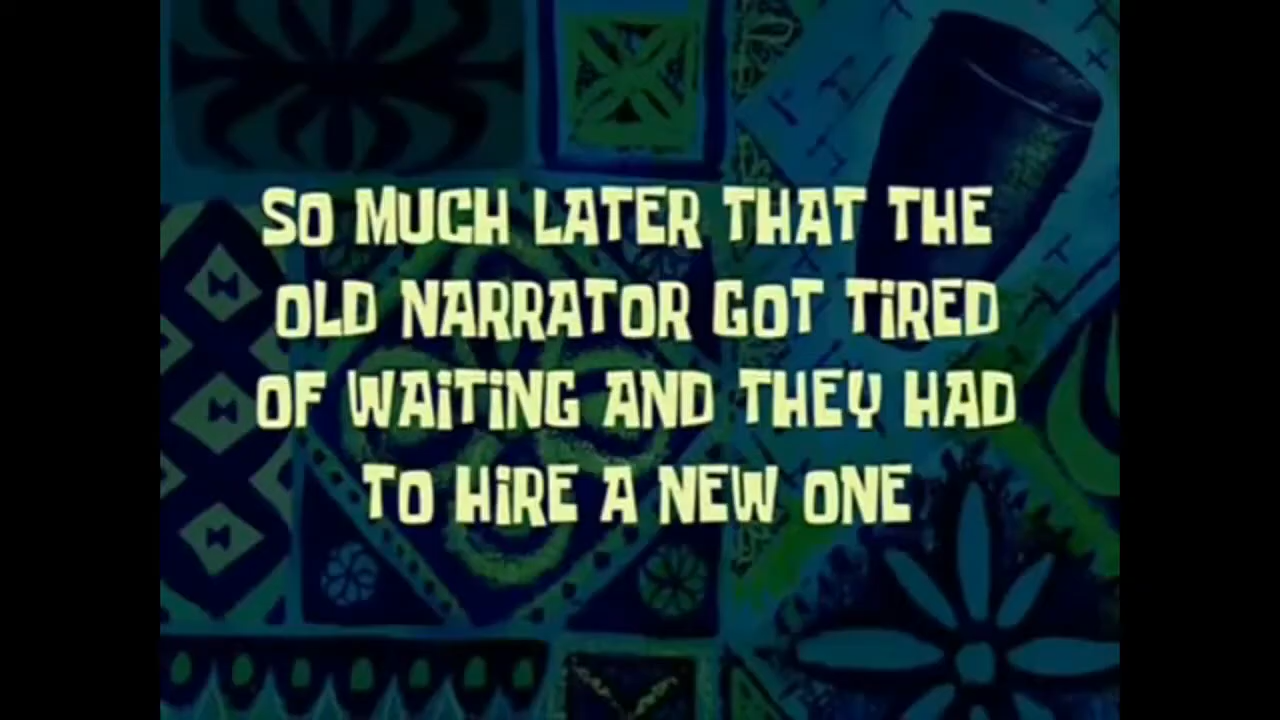 SO MUCH LATER THAT THE
OLD NARRATOR GOT TIRED
OF WAITING AND THEY HAD
TO HIRE A NEW ONE